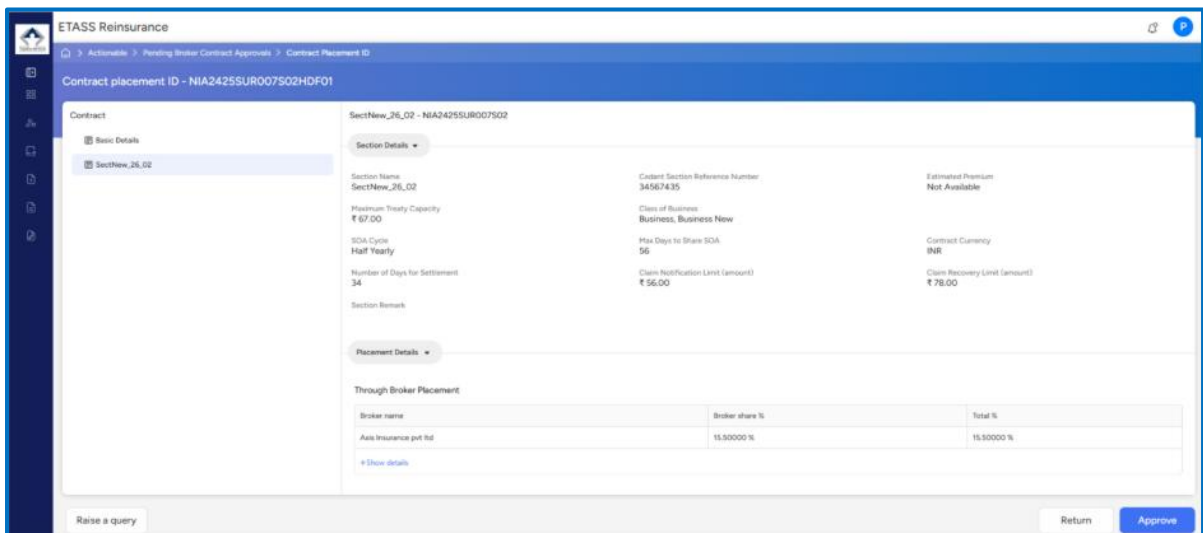 ETASS Reinsurance
P
> Actionable > Pending Broker Contract Approvals > Contract Placement ID
Contract placement ID - NIA2425SUR007S02HDF01
Contract
Basic Details
SectNew_26_02
SectNew_26_02 - NIA2425SUR007S02
Section Details
Section Name
SectNew_26_02
Cedant Section Reference Number
34567435
Estimated Premium
Not Available
Maximum Treaty Capacity
₹ 67.00
Class of Business
Business, Business New
SOA Cycle
Half Yearly
Max Days to Share SOA
56
Contract Currency
INR
Number of Days for Settlement
34
Claim Notification Limit (amount)
₹ 56.00
Claim Recovery Limit (amount)
₹ 78.00
Section Remark
Placement Details
Through Broker Placement
Broker name Broker share % Total %
Axis Insurance pvt ltd 15.50000 % 15.50000 %
+ Show details
Raise a query
Return
Approve